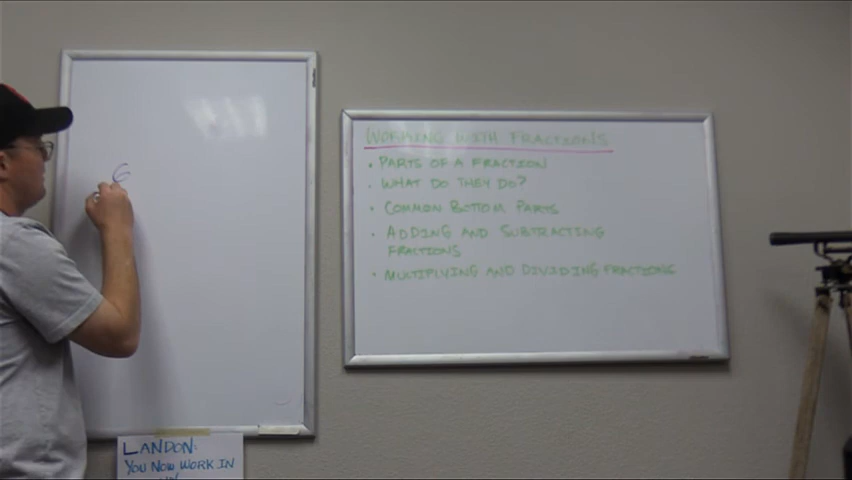 6
WORKING WITH FRACTIONS
• PARTS OF A FRACTION
• WHAT DO THEY DO?
• COMMON BOTTOM PARTS
• ADDING AND SUBTRACTING
FRACTIONS
• MULTIPLYING AND DIVIDING FRACTIONS
LANDON:
YOU NOW WORK IN